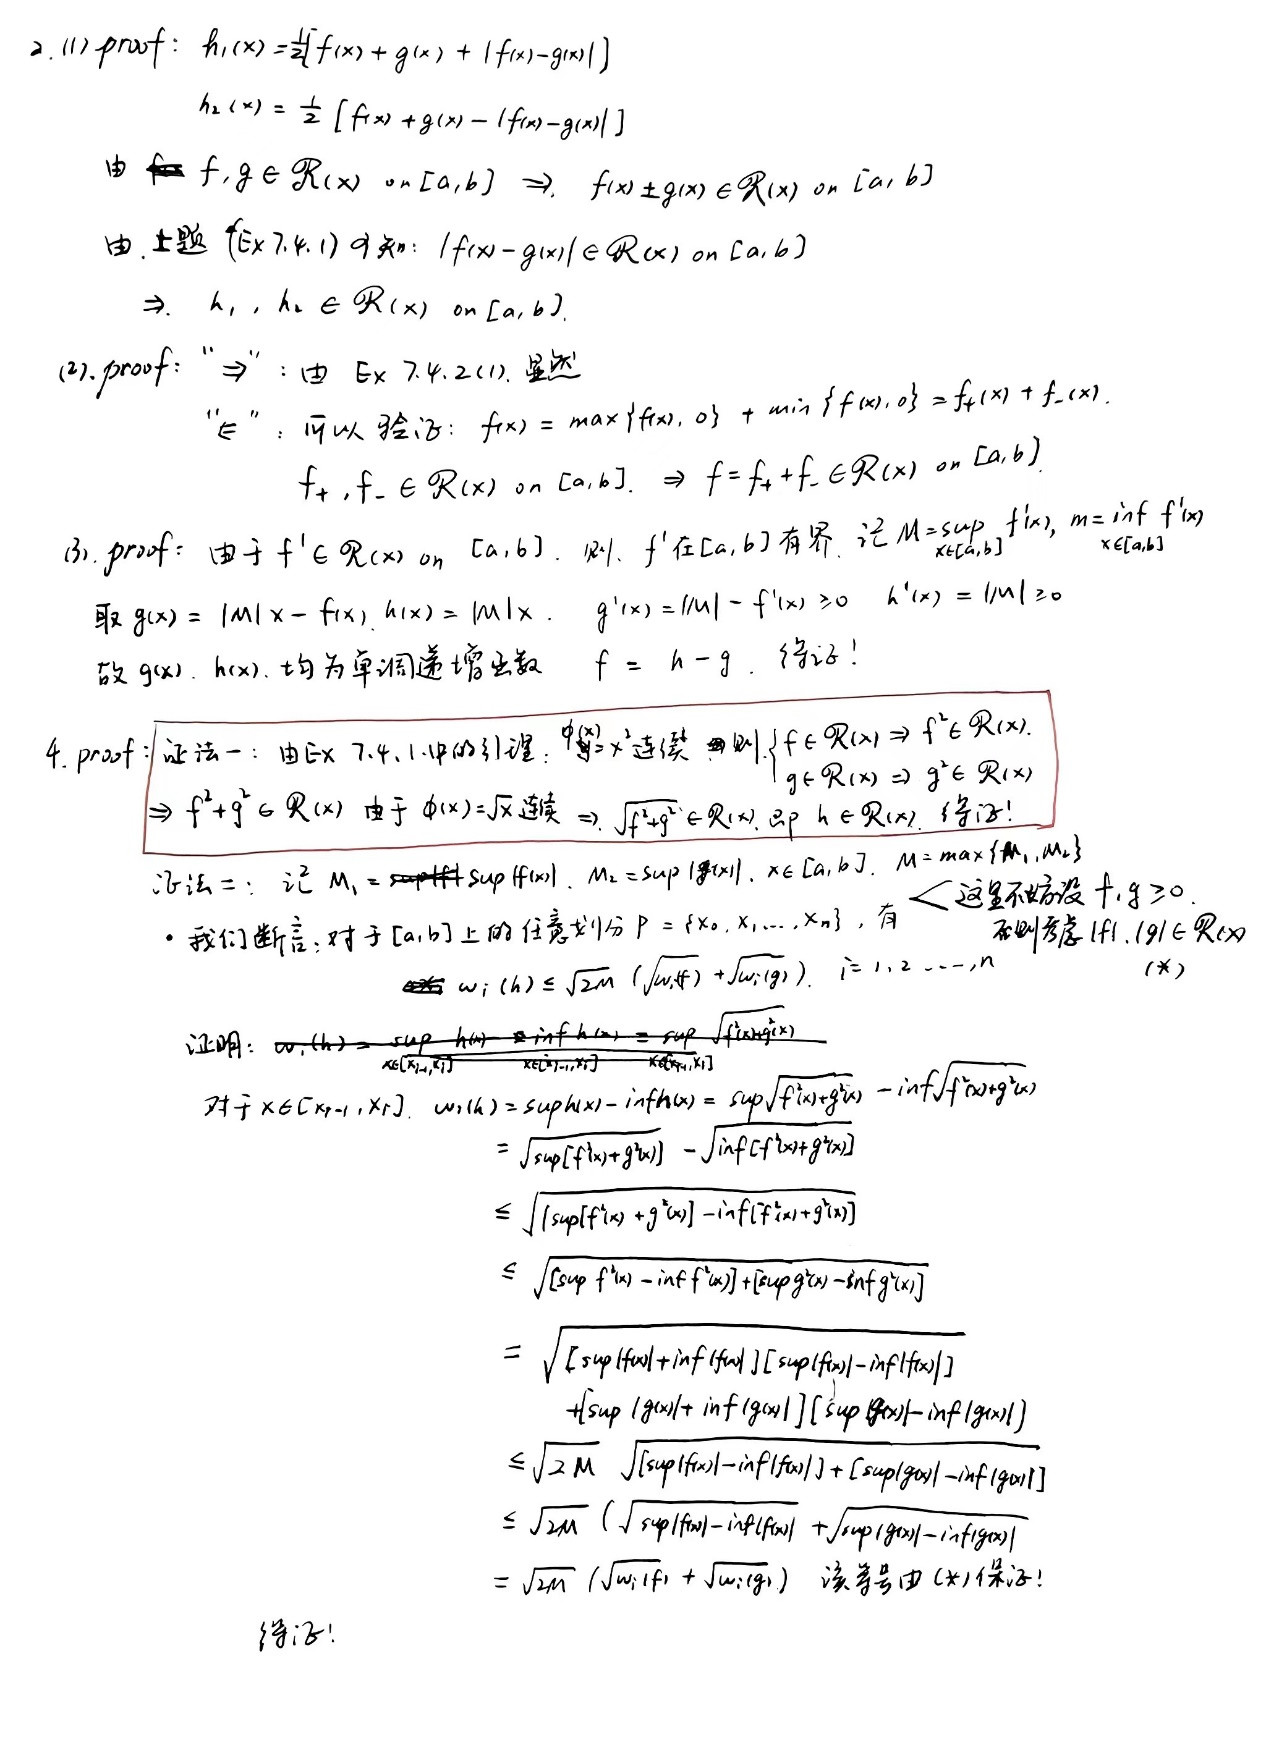 2. (1) proof: h₁(x) = ½[f(x) + g(x) + |f(x)-g(x)|]
h₂(x) = ½ [f(x) + g(x) - |f(x)-g(x)|]
由 f, g ∈ ℛ(x) on [a, b] ⇒. f(x) ± g(x) ∈ ℛ(x) on [a, b]
由. 上题 (Ex 7.4.1) 可知: |f(x) - g(x)| ∈ ℛ(x) on [a, b]
⇒. h₁, h₂ ∈ ℛ(x) on [a, b].
(2). proof: "⇒": 由 Ex 7.4.2(1). 显然
"⇐": 可以验证: f(x) = max{f(x), 0} + min{f(x), 0} = f₊(x) + f₋(x).
f₊, f₋ ∈ ℛ(x) on [a, b]. ⇒ f = f₊ + f₋ ∈ ℛ(x) on [a, b].
(3). proof: 由于 f' ∈ ℛ(x) on [a, b]. 则. f' 在[a, b]有界. 记 M = sup_{x∈[a,b]} f'(x), m = inf_{x∈[a,b]} f'(x)
取 g(x) = |M| x - f(x). h(x) = |M| x. g'(x) = |M| - f'(x) ≥ 0 h'(x) = |M| ≥ 0
故 g(x). h(x). 均为单调递增函数 f = h - g. 得证!
4. proof: 证法一: 由Ex 7.4.1.中的引理: φ(x) = x² 连续 则. { f ∈ ℛ(x) ⇒ f² ∈ ℛ(x).
g ∈ ℛ(x) ⇒ g² ∈ ℛ(x)
⇒ f² + g² ∈ ℛ(x) 由于 φ(x) = √x 连续 ⇒. √(f²+g²) ∈ ℛ(x). 即 h ∈ ℛ(x). 得证!
证法二: 记 M₁ = sup|f(x)|. M₂ = sup|g(x)|. x ∈ [a, b]. M = max{M₁, M₂}
这里不妨设 f, g ≥ 0.
• 我们断言: 对于[a, b]上的任意划分 P = {x₀, x₁, ..., xₙ}, 有
否则考虑 |f|, |g| ∈ ℛ(x)
(*)
wᵢ(h) ≤ √(2M) (√(wᵢ(f)) + √(wᵢ(g))). i = 1, 2 ..., n
证明:
对于 x ∈ [xᵢ₋₁, xᵢ]. wᵢ(h) = sup h(x) - inf h(x) = sup√(f²(x)+g²(x)) - inf√(f²(x)+g²(x))
= √(sup[f²(x)+g²(x)]) - √(inf[f²(x)+g²(x)])
≤ √(sup[f²(x)+g²(x)] - inf[f²(x)+g²(x)])
≤ √([sup f²(x) - inf f²(x)] + [sup g²(x) - inf g²(x)])
= √([sup|f(x)| + inf|f(x)|][sup|f(x)| - inf|f(x)|]
+[sup|g(x)| + inf|g(x)|][sup|g(x)| - inf|g(x)|])
≤ √(2M) √([sup|f(x)| - inf|f(x)|] + [sup|g(x)| - inf|g(x)|])
≤ √(2M) (√(sup|f(x)| - inf|f(x)|) + √(sup|g(x)| - inf|g(x)|)
= √(2M) (√(wᵢ(f)) + √(wᵢ(g))) 该等号由 (*) 保证!
得证!